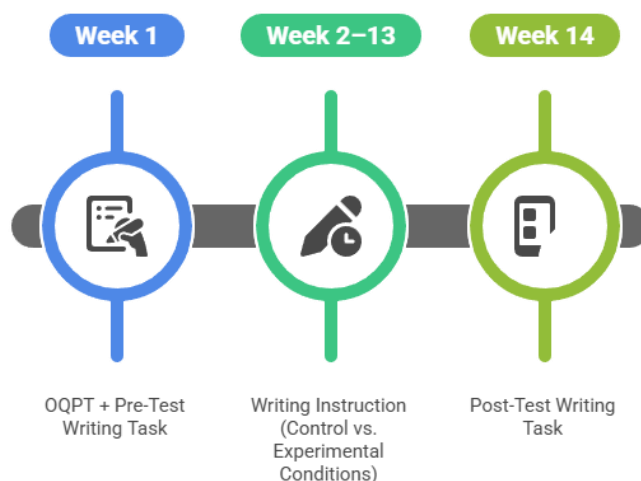 Week 1
Week 2–13
Week 14
OQPT + Pre-Test
Writing Task
Writing Instruction
(Control vs.
Experimental
Conditions)
Post-Test Writing
Task